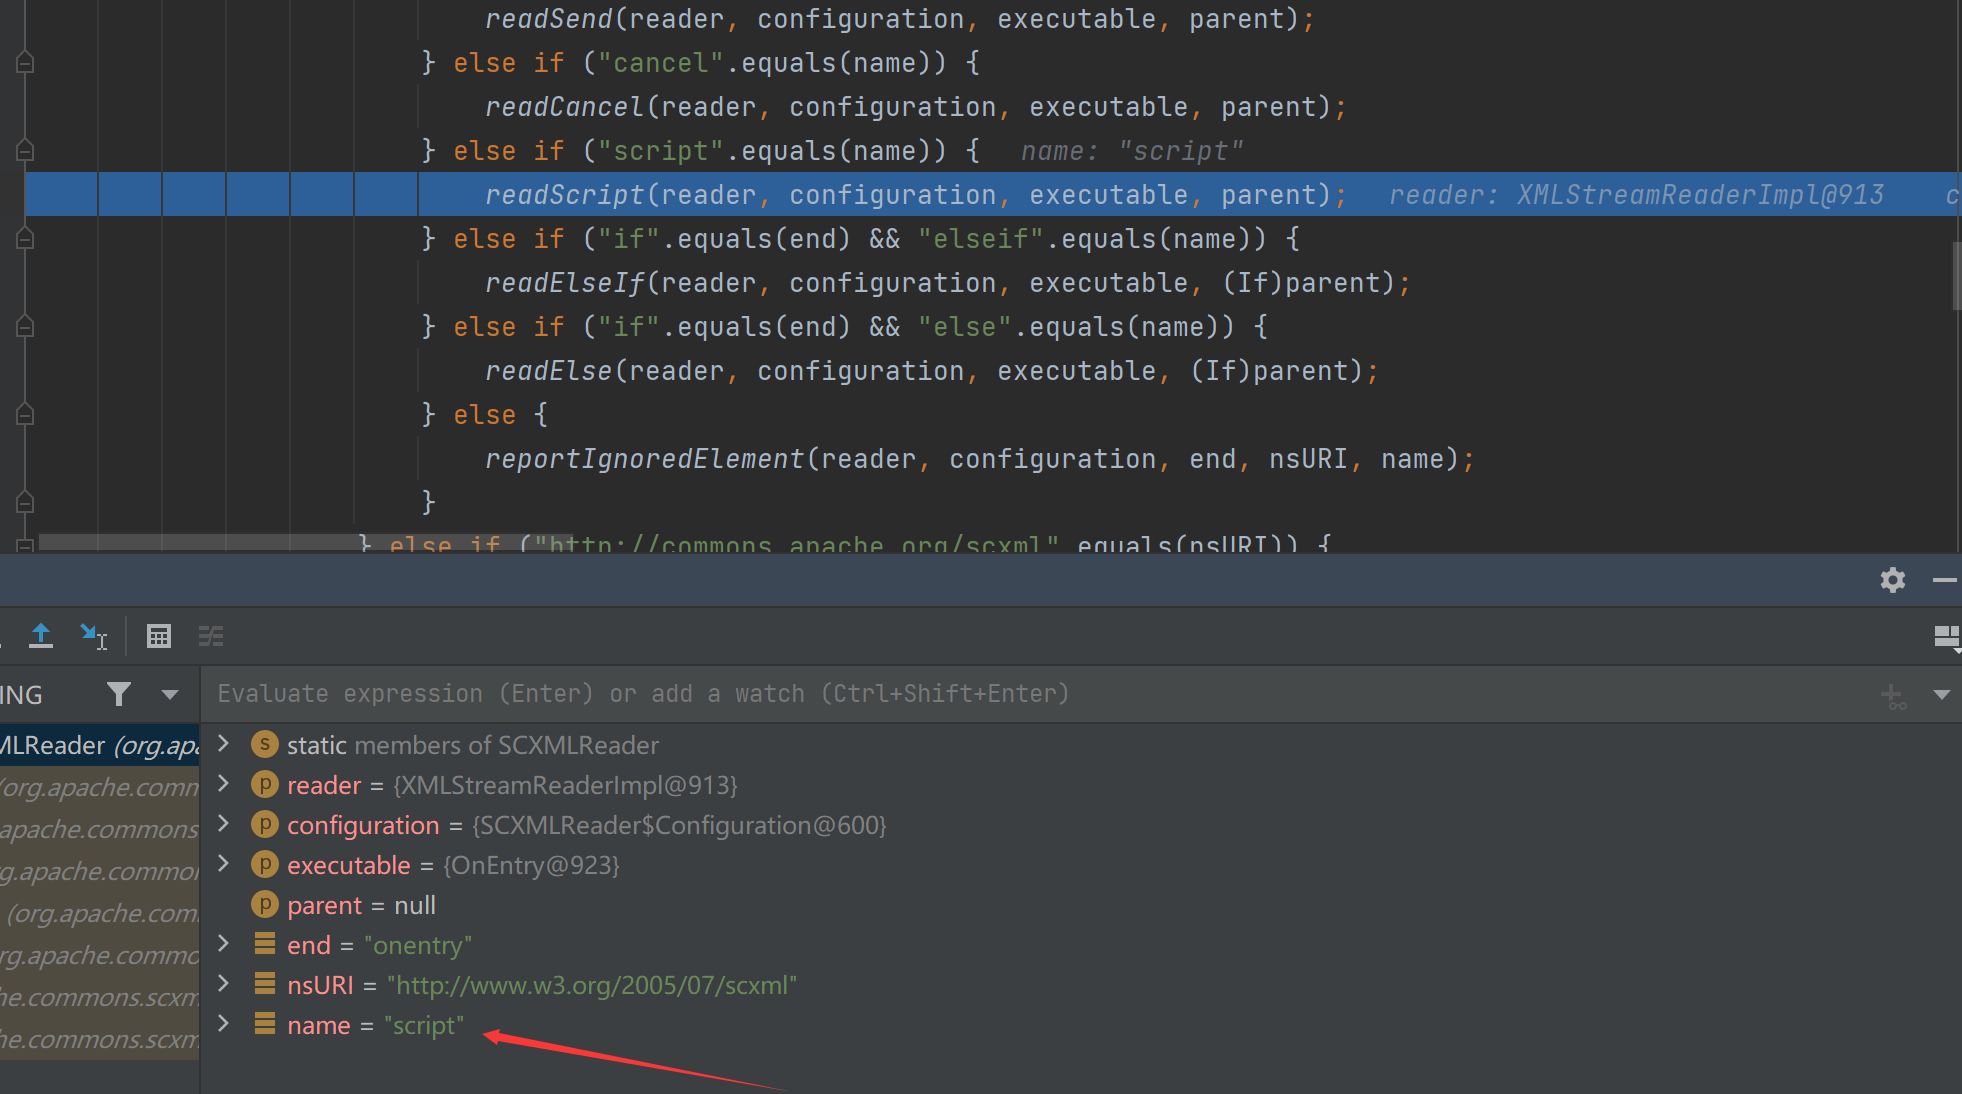 readSend(reader, configuration, executable, parent);
} else if ("cancel".equals(name)) {
readCancel(reader, configuration, executable, parent);
} else if ("script".equals(name)) {   name: "script"
readScript(reader, configuration, executable, parent);   reader: XMLStreamReaderImpl@913   c
} else if ("if".equals(end) && "elseif".equals(name)) {
readElseIf(reader, configuration, executable, (If)parent);
} else if ("if".equals(end) && "else".equals(name)) {
readElse(reader, configuration, executable, (If)parent);
} else {
reportIgnoredElement(reader, configuration, end, nsURI, name);
}
} else if ("http://commons.apache.org/scxml".equals(nsURI)) {
ING
Evaluate expression (Enter) or add a watch (Ctrl+Shift+Enter)
MLReader (org.apa
(org.apache.comm
apache.commons
rg.apache.common
(org.apache.com
rg.apache.commo
he.commons.scxm
he.commons.scxm
s static members of SCXMLReader
p reader = {XMLStreamReaderImpl@913}
p configuration = {SCXMLReader$Configuration@600}
p executable = {OnEntry@923}
p parent = null
end = "onentry"
nsURI = "http://www.w3.org/2005/07/scxml"
name = "script"